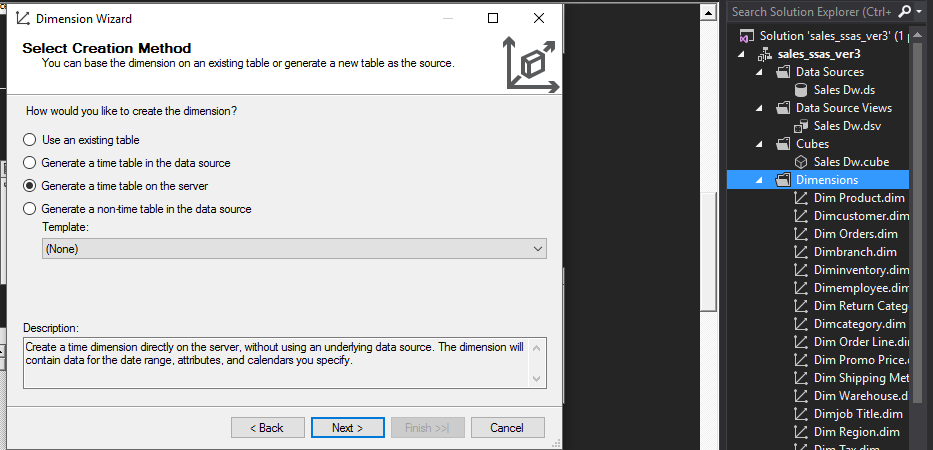 Dimension Wizard
Select Creation Method
You can base the dimension on an existing table or generate a new table as the source.
How would you like to create the dimension?
Use an existing table
Generate a time table in the data source
Generate a time table on the server
Generate a non-time table in the data source
Template:
(None)
Description:
Create a time dimension directly on the server, without using an underlying data source. The dimension will
contain data for the date range, attributes, and calendars you specify.
< Back
Next >
Finish >>|
Cancel
Search Solution Explorer (Ctrl+
Solution 'sales_ssas_ver3' (1 p
sales_ssas_ver3
Data Sources
Sales Dw.ds
Data Source Views
Sales Dw.dsv
Cubes
Sales Dw.cube
Dimensions
Dim Product.dim
Dimcustomer.dim
Dim Orders.dim
Dimbranch.dim
Diminventory.dim
Dimemployee.dim
Dim Return Categ
Dimcategory.dim
Dim Order Line.di
Dim Promo Price.
Dim Shipping Met
Dim Warehouse.d
Dimjob Title.dim
Dim Region.dim
Dim Tax.dim